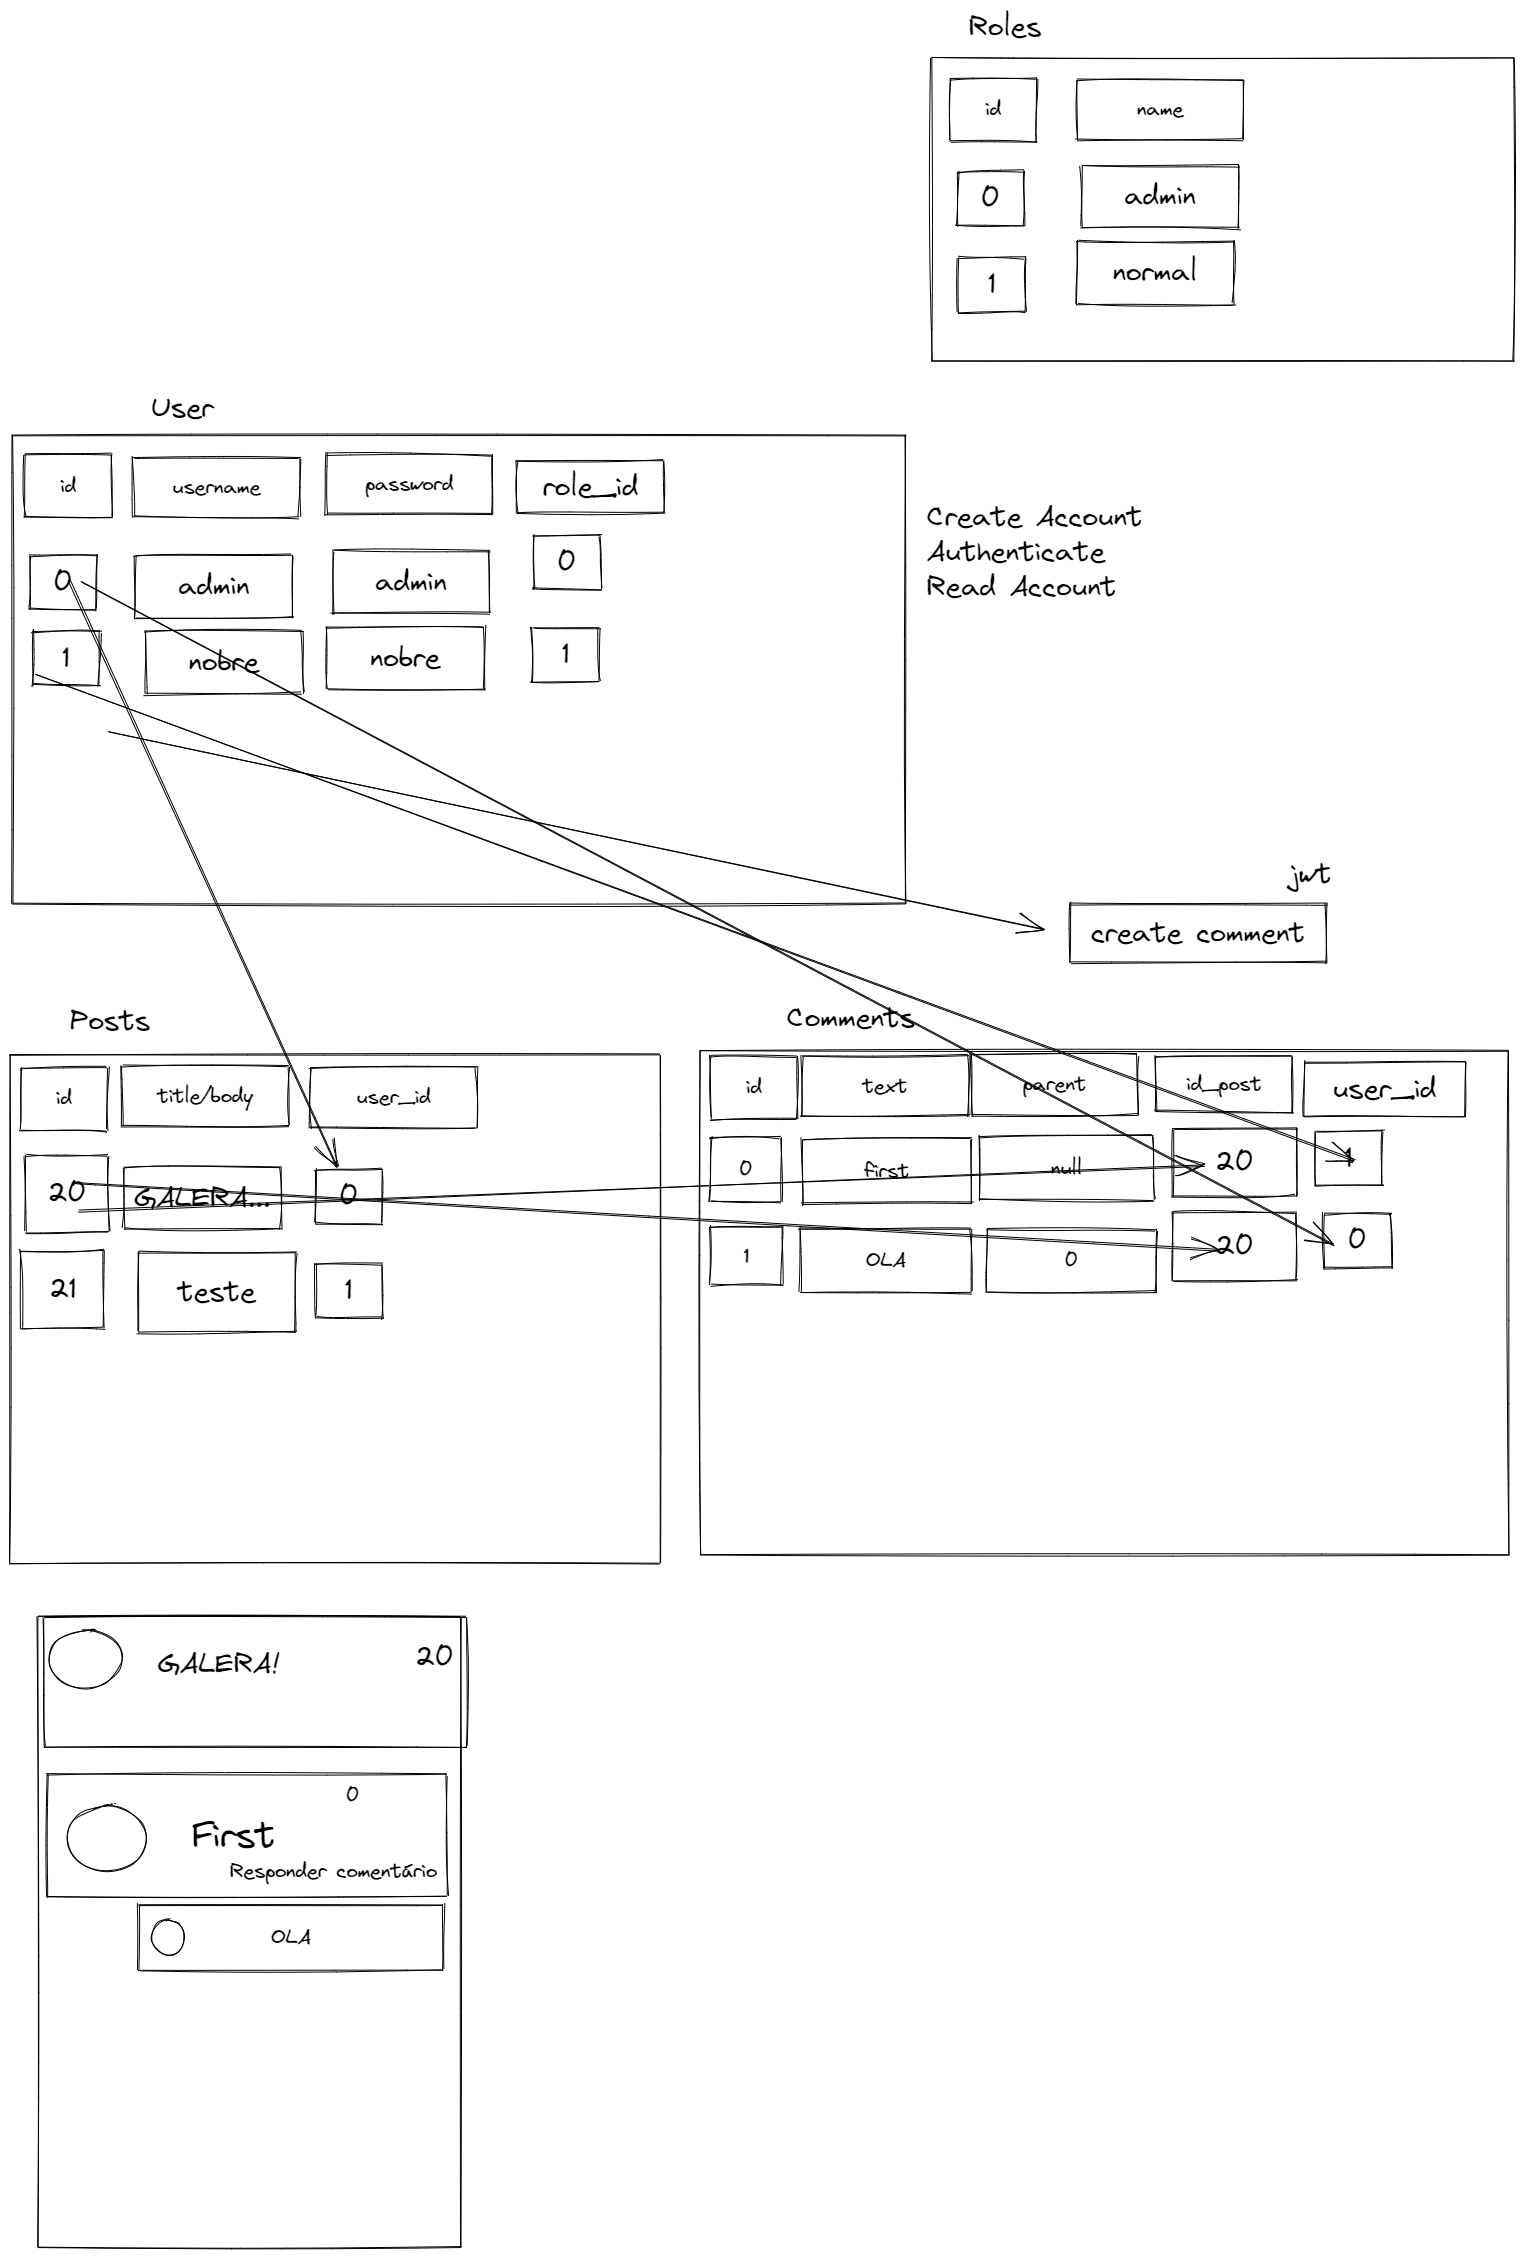 Roles
id name
0 admin
1 normal
User
id username password role_id
0 admin admin 0
1 nobre nobre 1
Create Account
Authenticate
Read Account
jwt
create comment
Posts
id title/body user_id
20 GALERA... 0
21 teste 1
Comments
id text parent id_post user_id
0 first null 20 1
1 OLA 0 20 0
GALERA! 20
0
First
Responder comentário
OLA